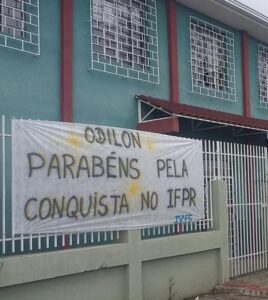 ODILON
PARABÉNS PELA
CONQUISTA NO IFPR